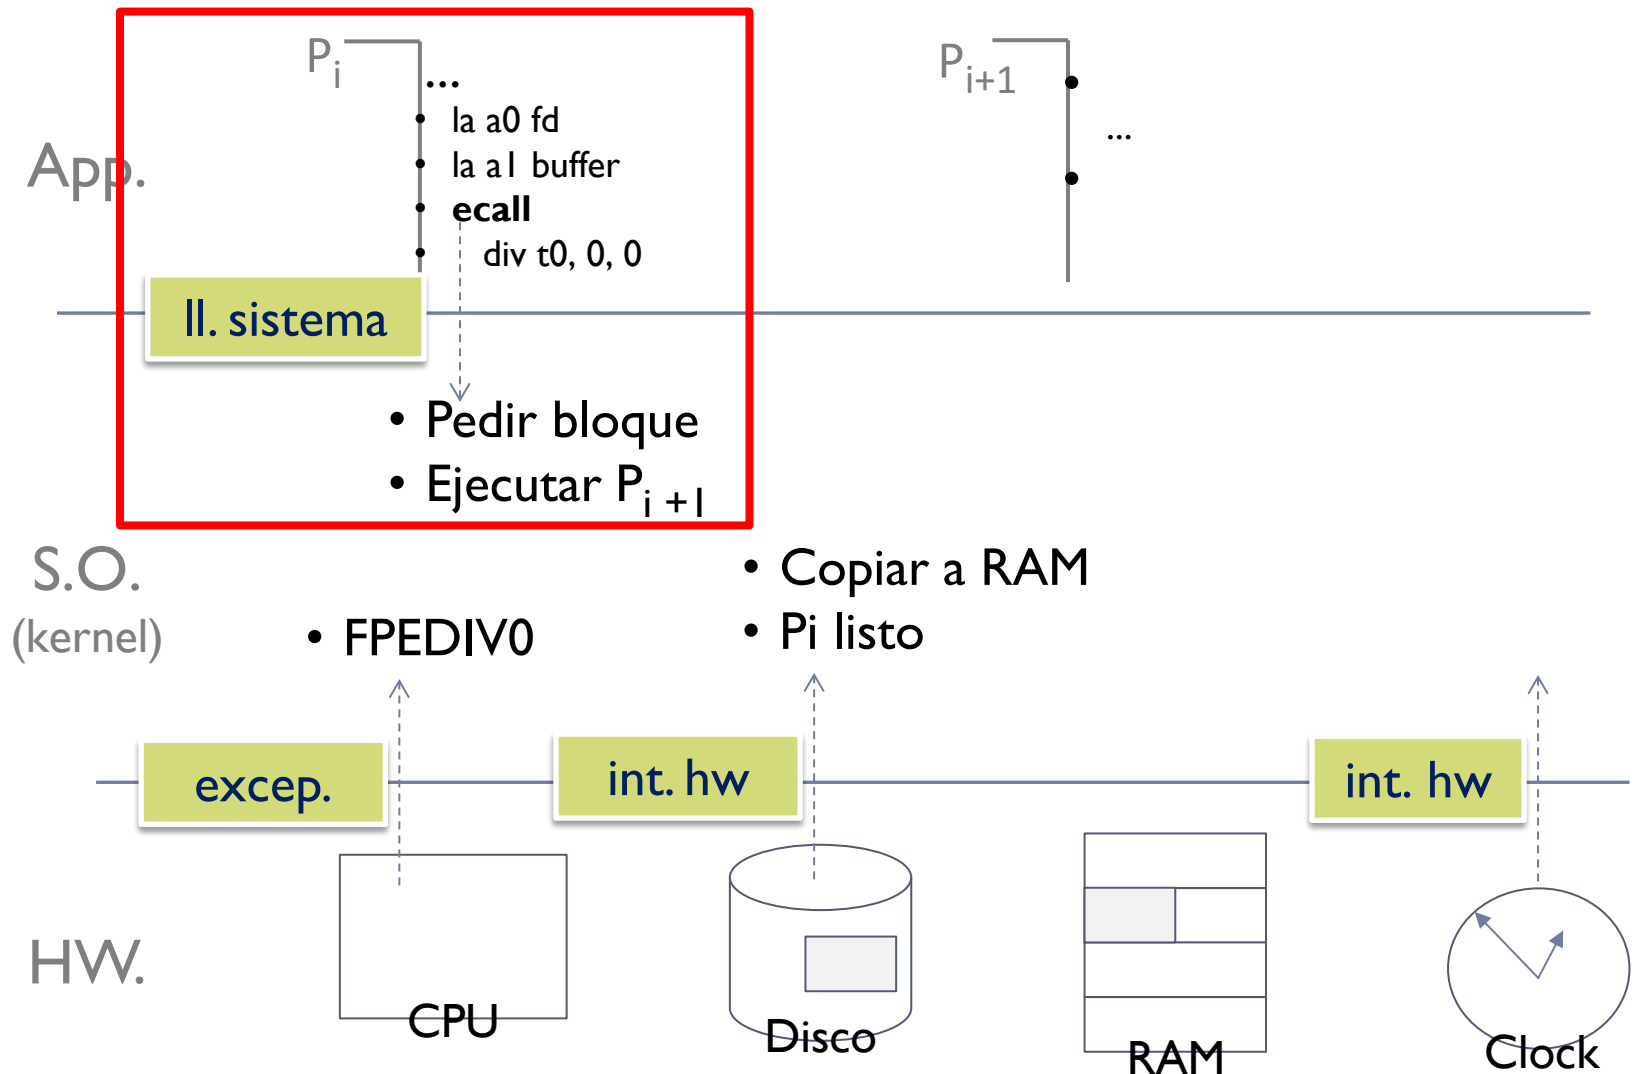 Pi
...
la a0 fd
la a1 buffer
ecall
div t0, 0, 0
Pi+1
...
App.
ll. sistema
• Pedir bloque
• Ejecutar Pi +1
S.O.
(kernel)
• FPEDIV0
• Copiar a RAM
• Pi listo
excep.
int. hw
int. hw
HW.
CPU
Disco
RAM
Clock